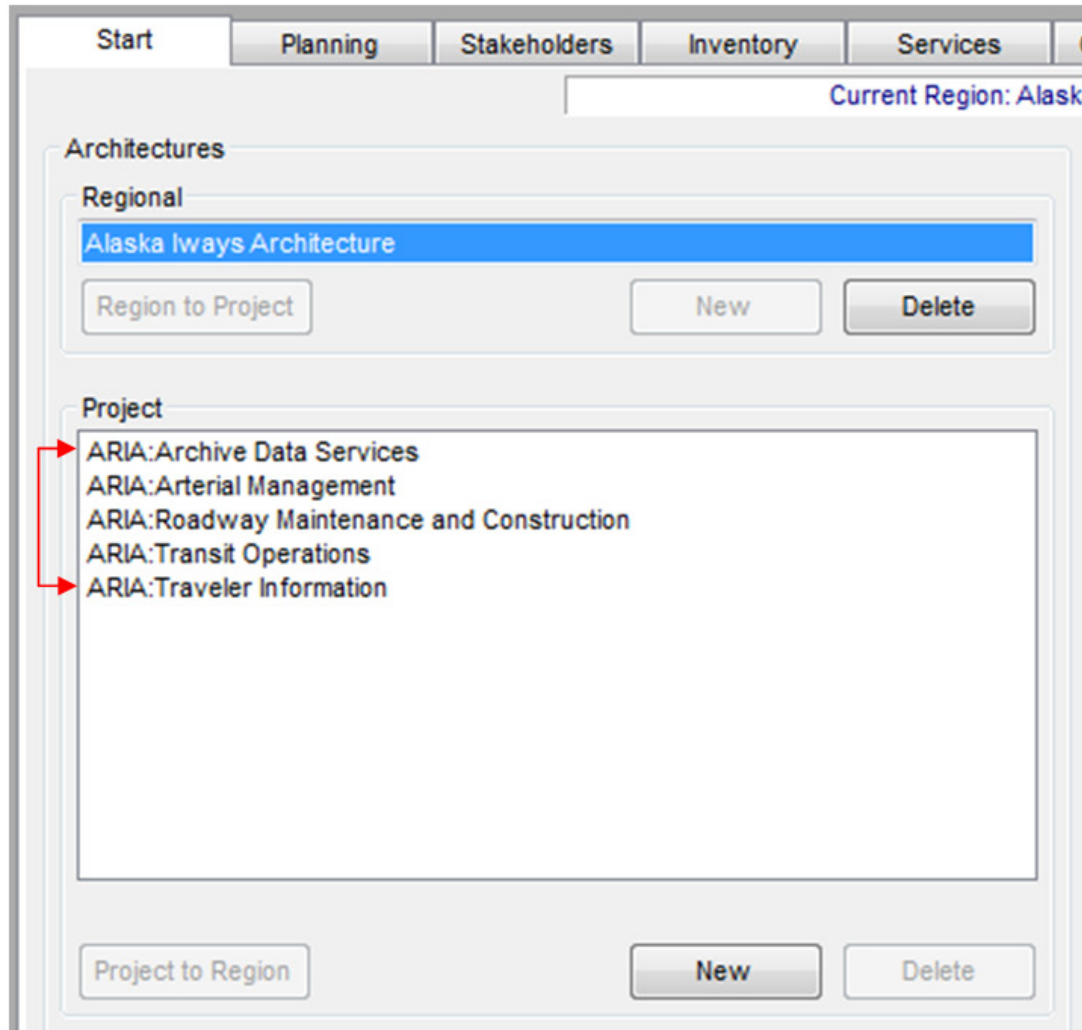 Start Planning Stakeholders Inventory Services
Current Region: Alask
Architectures
Regional
Alaska Iways Architecture
Region to Project New Delete
Project
ARIA:Archive Data Services
ARIA:Arterial Management
ARIA:Roadway Maintenance and Construction
ARIA:Transit Operations
ARIA:Traveler Information
Project to Region New Delete